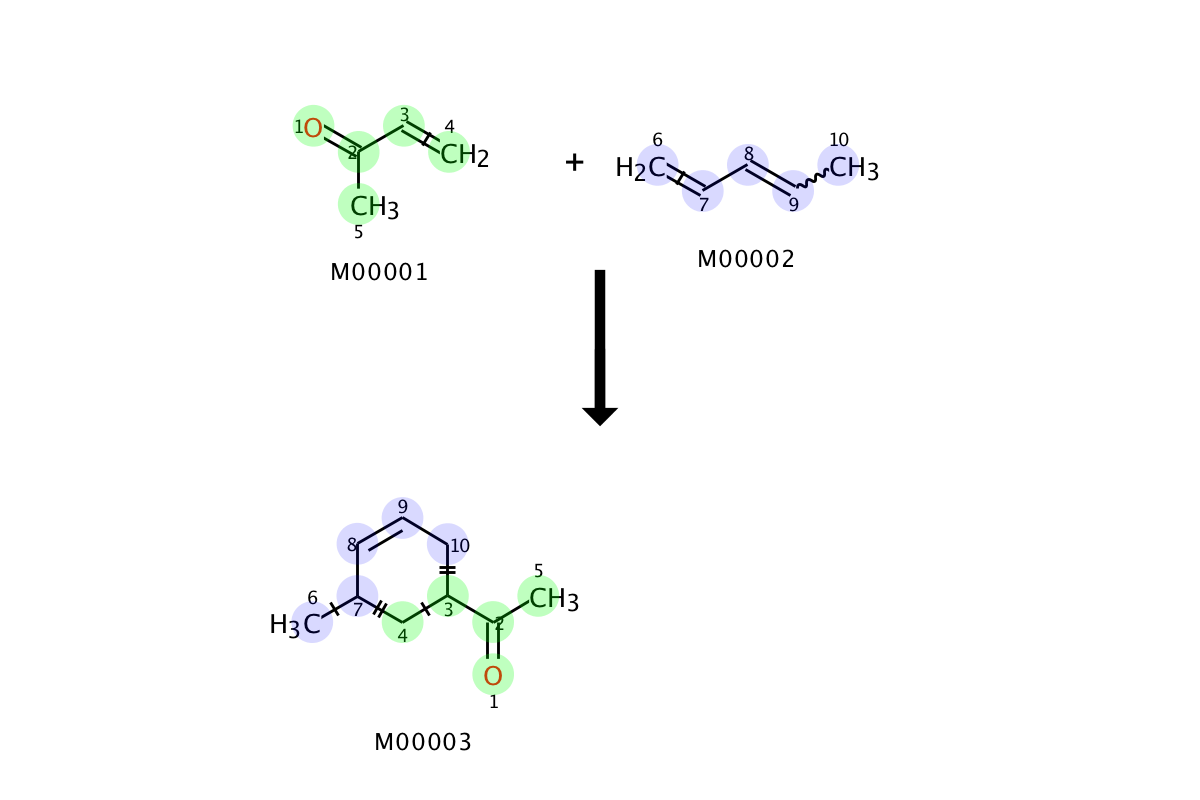 3 4
1 O 2 CH2
CH3
5
M00001
+
6 8 10
H2C 7 9 CH3
M00002
9
8 10
6 5
H3C 7 4 3 2 CH3
O
1
M00003